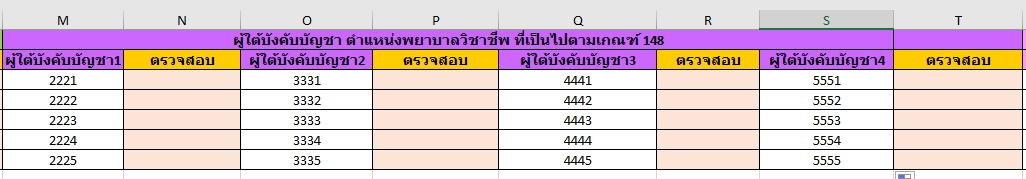 M N O P Q R S T
ผู้ใต้บังคับบัญชา ตำแหน่งพยาบาลวิชาชีพ ที่เป็นไปตามเกณฑ์ 148
ผู้ใต้บังคับบัญชา1 ตรวจสอบ ผู้ใต้บังคับบัญชา2 ตรวจสอบ ผู้ใต้บังคับบัญชา3 ตรวจสอบ ผู้ใต้บังคับบัญชา4 ตรวจสอบ
2221 3331 4441 5551
2222 3332 4442 5552
2223 3333 4443 5553
2224 3334 4444 5554
2225 3335 4445 5555